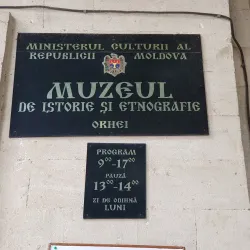 MINISTERUL CULTURII AL
REPUBLICII MOLDOVA
MUZEUL
DE ISTORIE ȘI ETNOGRAFIE
ORHEI
PROGRAM
9⁰⁰-17⁰⁰
PAUZĂ
13⁰⁰-14⁰⁰
ZI DE ODIHNĂ
LUNI